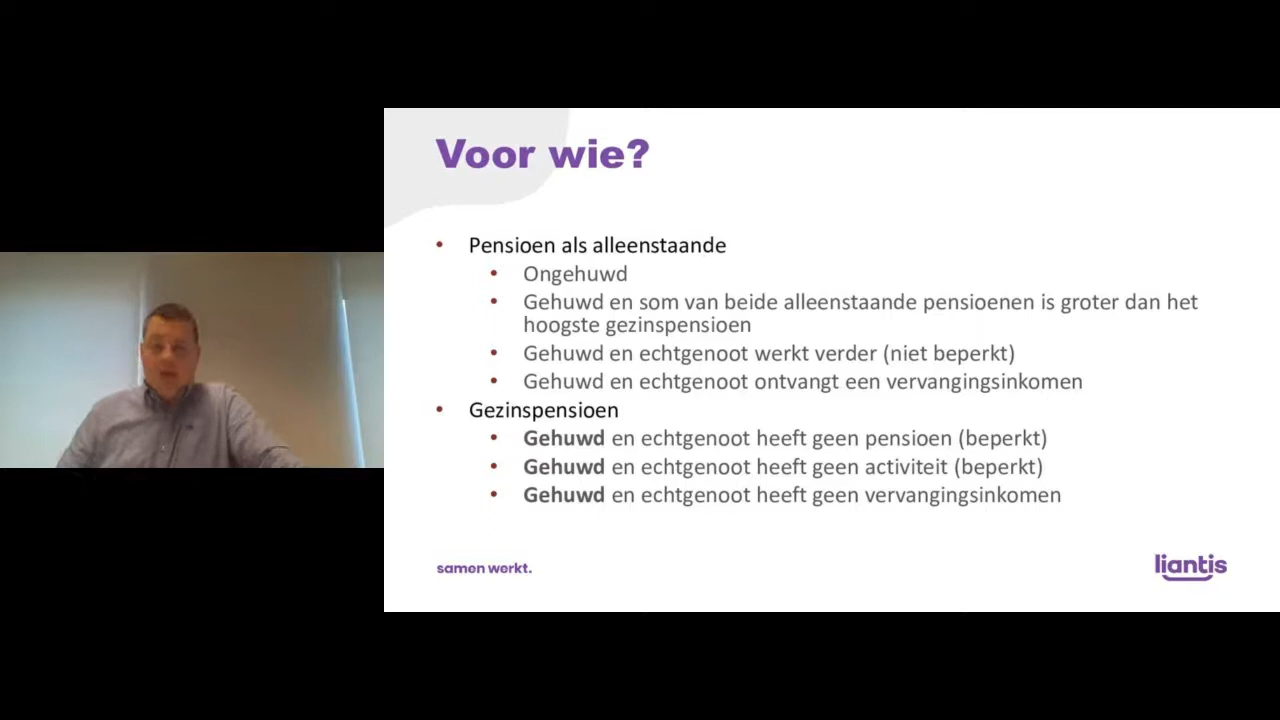 Voor wie?
• Pensioen als alleenstaande
• Ongehuwd
• Gehuwd en som van beide alleenstaande pensioenen is groter dan het
hoogste gezinspensioen
• Gehuwd en echtgenoot werkt verder (niet beperkt)
• Gehuwd en echtgenoot ontvangt een vervangingsinkomen
• Gezinspensioen
• Gehuwd en echtgenoot heeft geen pensioen (beperkt)
• Gehuwd en echtgenoot heeft geen activiteit (beperkt)
• Gehuwd en echtgenoot heeft geen vervangingsinkomen
samen werkt.
liantis